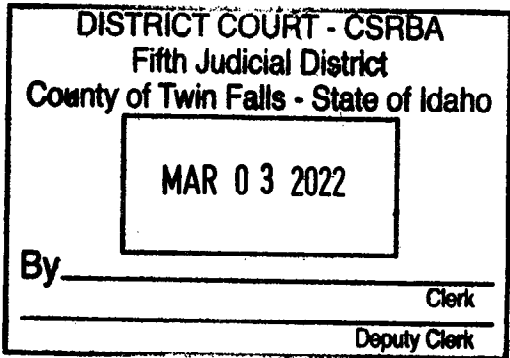 DISTRICT COURT - CSRBA
Fifth Judicial District
County of Twin Falls - State of Idaho
MAR 03 2022
By
Clerk
Deputy Clerk